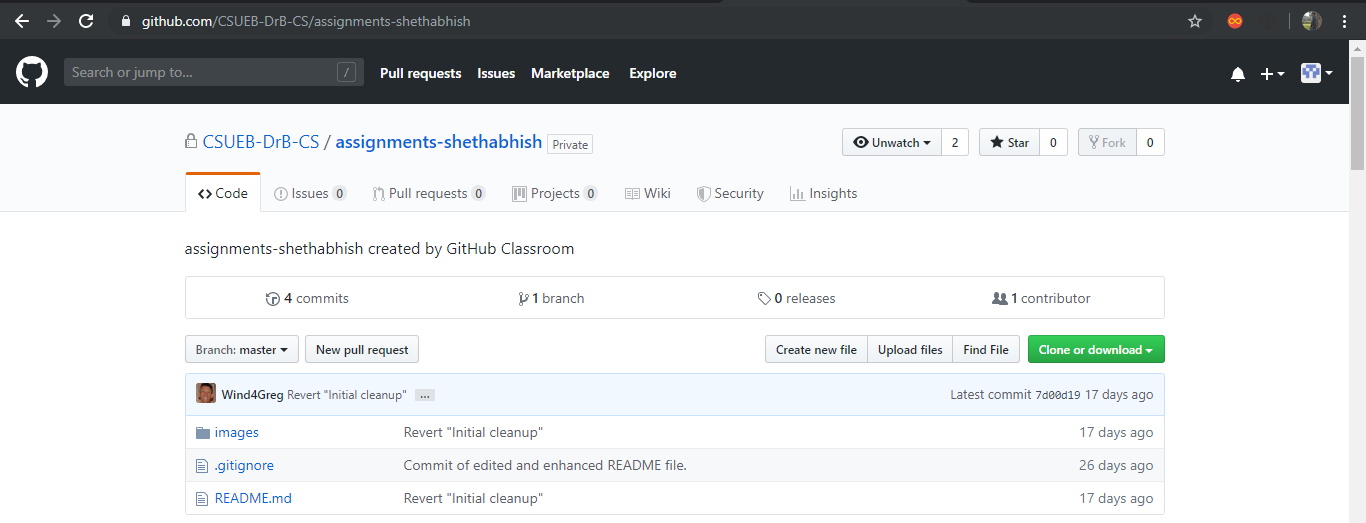 github.com/CSUEB-DrB-CS/assignments-shethabhish
Search or jump to... /
Pull requests Issues Marketplace Explore
CSUEB-DrB-CS / assignments-shethabhish Private
Unwatch 2 Star 0 Fork 0
Code Issues 0 Pull requests 0 Projects 0 Wiki Security Insights
assignments-shethabhish created by GitHub Classroom
4 commits 1 branch 0 releases 1 contributor
Branch: master New pull request Create new file Upload files Find File Clone or download
Wind4Greg Revert "Initial cleanup" ... Latest commit 7d00d19 17 days ago
images Revert "Initial cleanup" 17 days ago
.gitignore Commit of edited and enhanced README file. 26 days ago
README.md Revert "Initial cleanup" 17 days ago